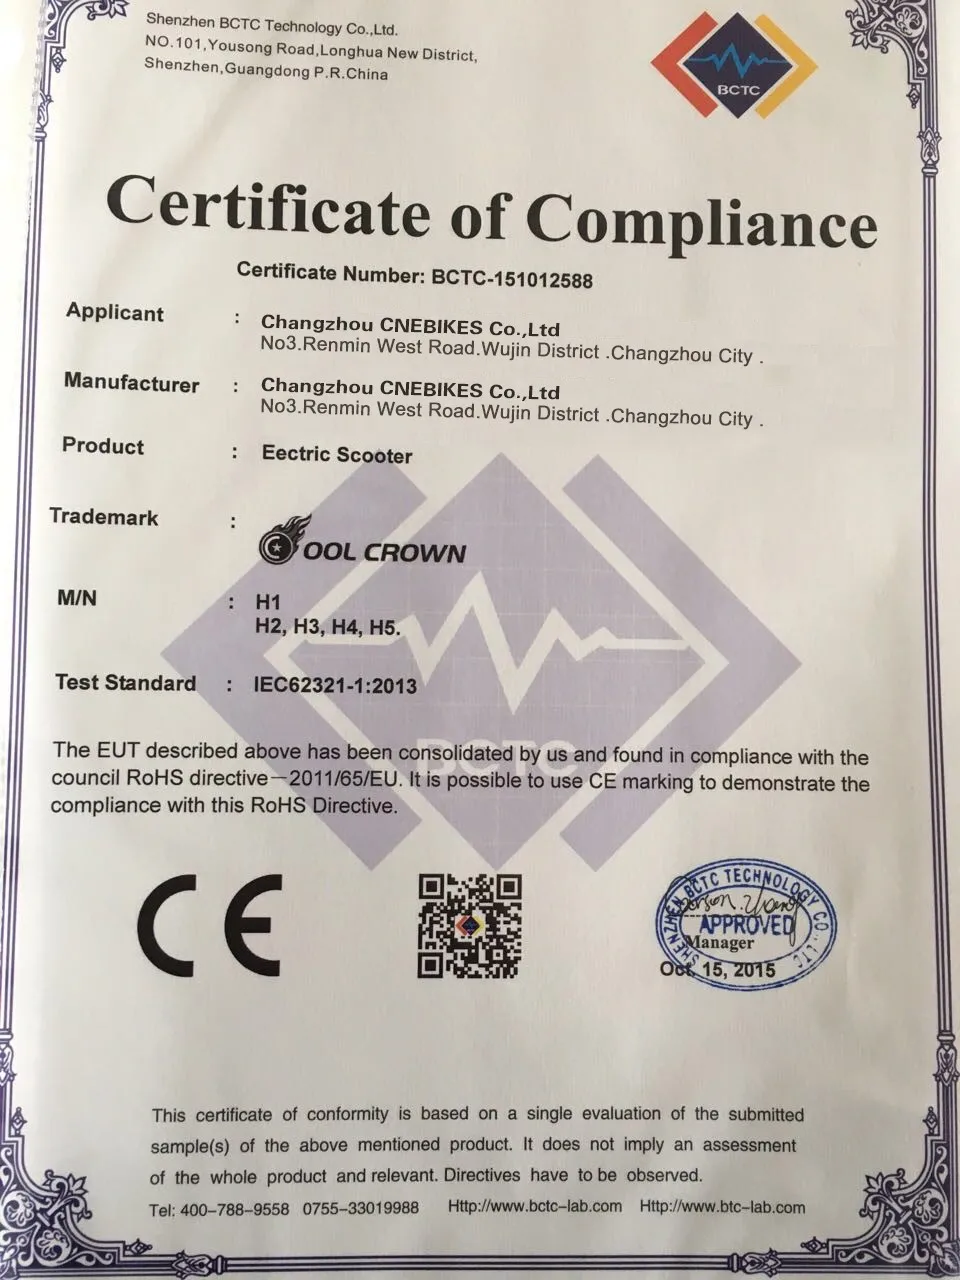 Shenzhen BCTC Technology Co.,Ltd.
NO.101,Yousong Road,Longhua New District,
Shenzhen,Guangdong P.R.China
BCTC
Certificate of Compliance
Certificate Number: BCTC-151012588
Applicant : Changzhou CNEBIKES Co.,Ltd
No3.Renmin West Road.Wujin District .Changzhou City .
Manufacturer : Changzhou CNEBIKES Co.,Ltd
No3.Renmin West Road.Wujin District .Changzhou City .
Product : Eectric Scooter
Trademark : COOL CROWN
M/N : H1
H2, H3, H4, H5.
Test Standard : IEC62321-1:2013
BCTC
The EUT described above has been consolidated by us and found in compliance with the
council RoHS directive—2011/65/EU. It is possible to use CE marking to demonstrate the
compliance with this RoHS Directive.
CE
SHENZHEN BCTC TECHNOLOGY CO., LTD
APPROVED
Manager
Oct. 15, 2015
This certificate of conformity is based on a single evaluation of the submitted
sample(s) of the above mentioned product. It does not imply an assessment
of the whole product and relevant. Directives have to be observed.
Tel: 400–788–9558 0755–33019988 Http://www.bctc–lab.com Http://www.btc–lab.com